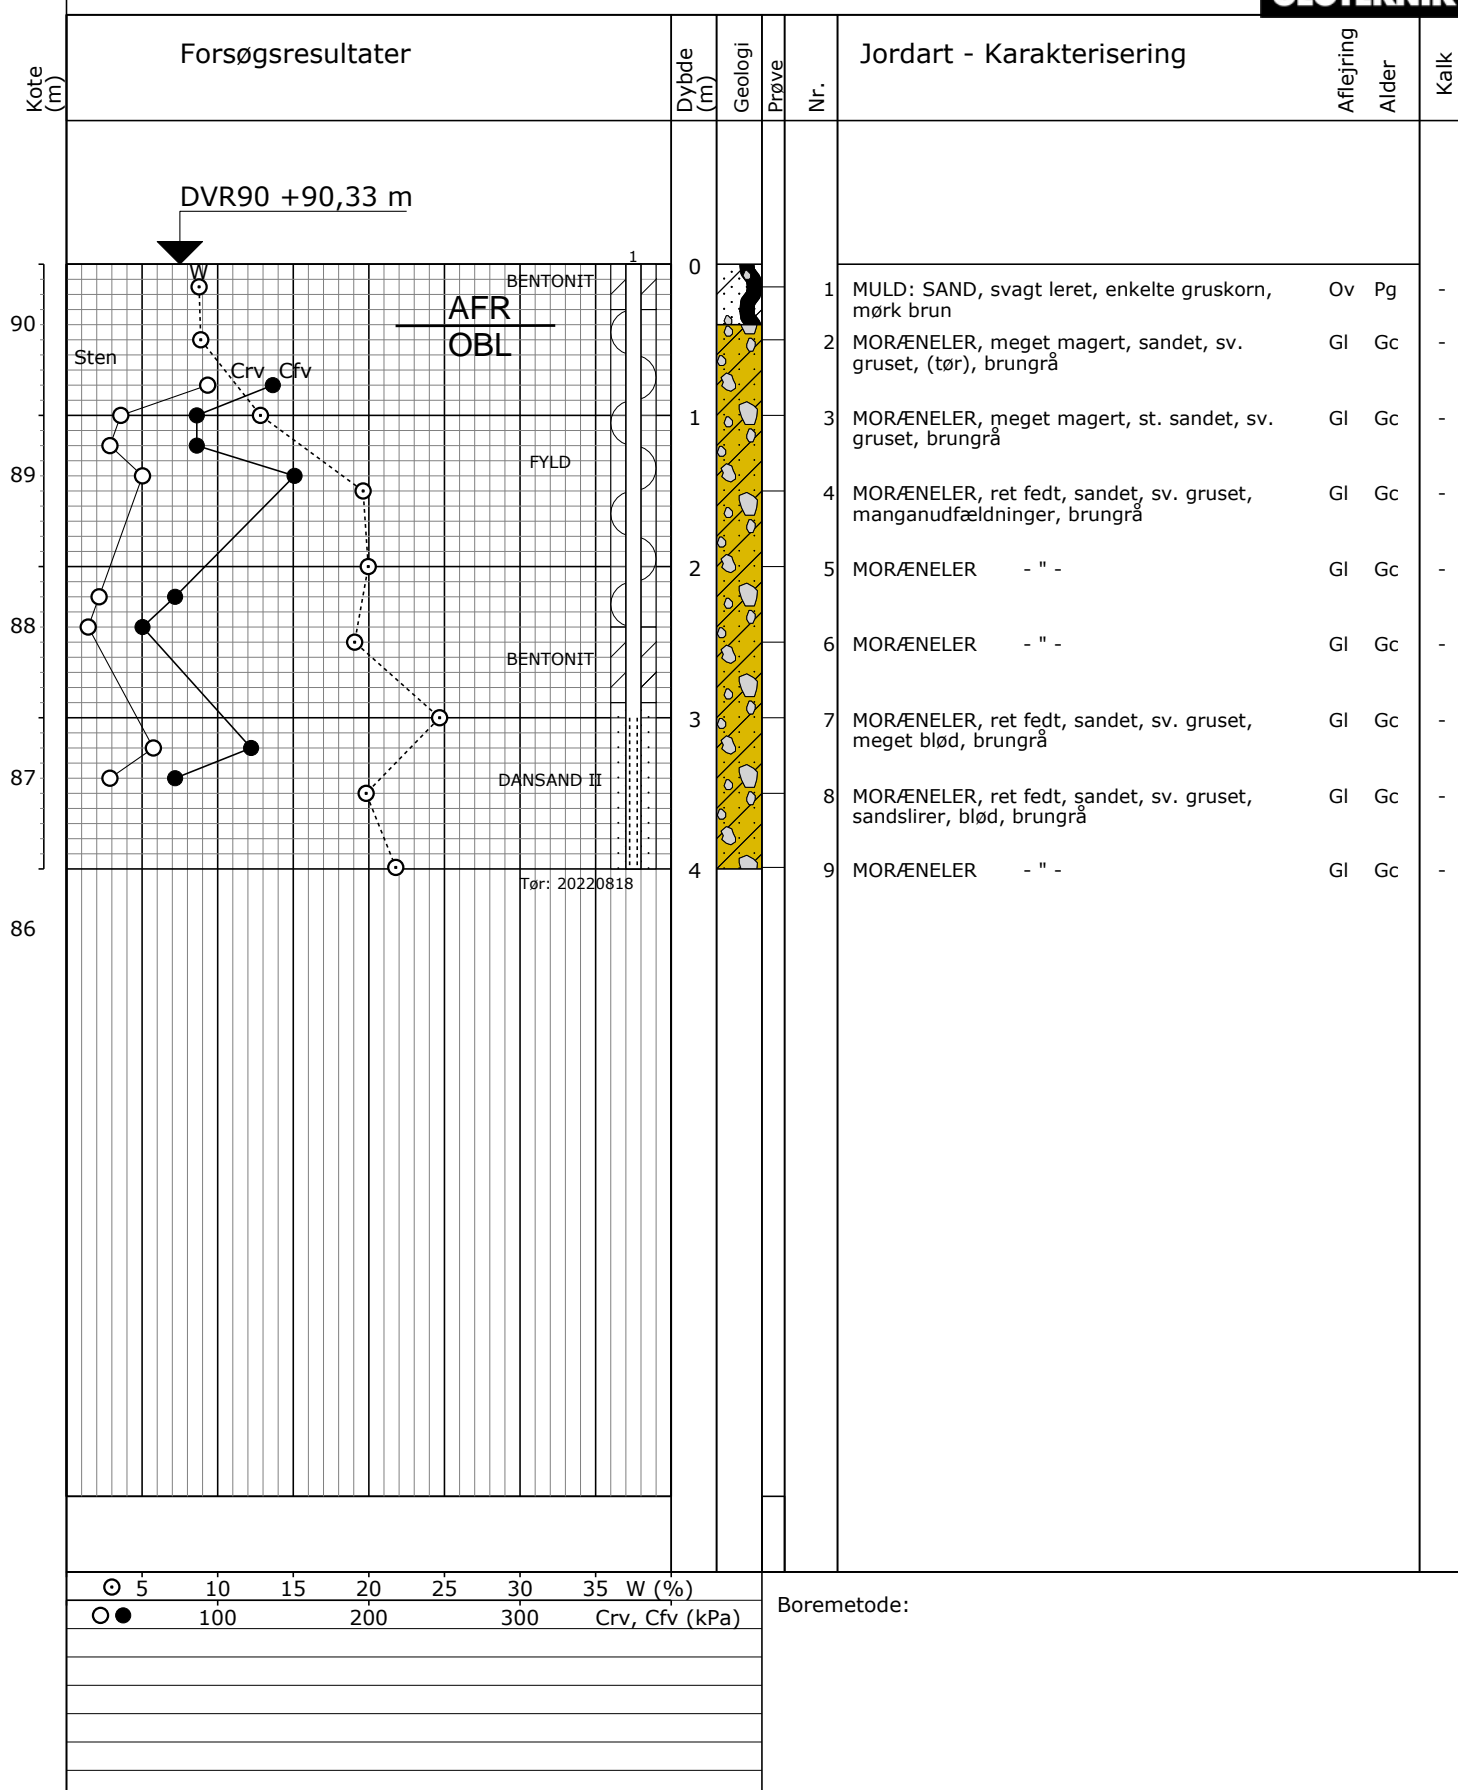 Kote (m)
Forsøgsresultater
Dybde (m)
Geologi
Prøve
Nr.
Jordart - Karakterisering
Aflejring
Alder
Kalk
DVR90 +90,33 m
W
1
BENTONIT
0
1 MULD: SAND, svagt leret, enkelte gruskorn, Ov Pg -
mørk brun
AFR
90
OBL
2 MORÆNELER, meget magert, sandet, sv. Gl Gc -
gruset, (tør), brungrå
Sten
Crv Cfv
1
3 MORÆNELER, meget magert, st. sandet, sv. Gl Gc -
gruset, brungrå
FYLD
89
4 MORÆNELER, ret fedt, sandet, sv. gruset, Gl Gc -
manganudfældninger, brungrå
2
5 MORÆNELER - " - Gl Gc -
88
6 MORÆNELER - " - Gl Gc -
BENTONIT
3
7 MORÆNELER, ret fedt, sandet, sv. gruset, Gl Gc -
meget blød, brungrå
87
DANSAND II
8 MORÆNELER, ret fedt, sandet, sv. gruset, Gl Gc -
sandslirer, blød, brungrå
4
9 MORÆNELER - " - Gl Gc -
Tør: 20220818
86
5 10 15 20 25 30 35 W (%)
100 200 300 Crv, Cfv (kPa)
Boremetode: